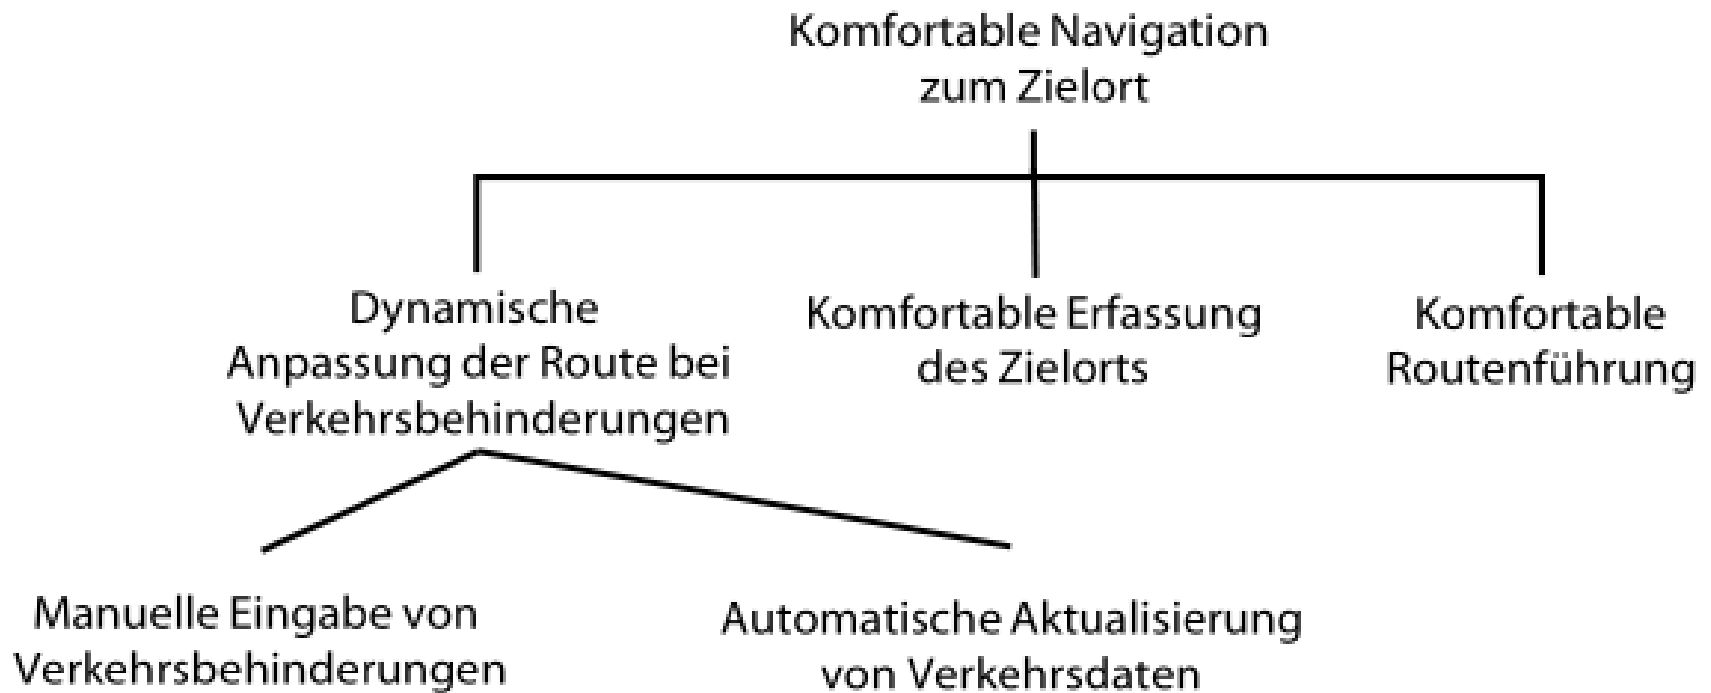 Komfortable Navigation
zum Zielort
Dynamische
Anpassung der Route bei
Verkehrsbehinderungen
Komfortable Erfassung
des Zielorts
Komfortable
Routenführung
Manuelle Eingabe von
Verkehrsbehinderungen
Automatische Aktualisierung
von Verkehrsdaten